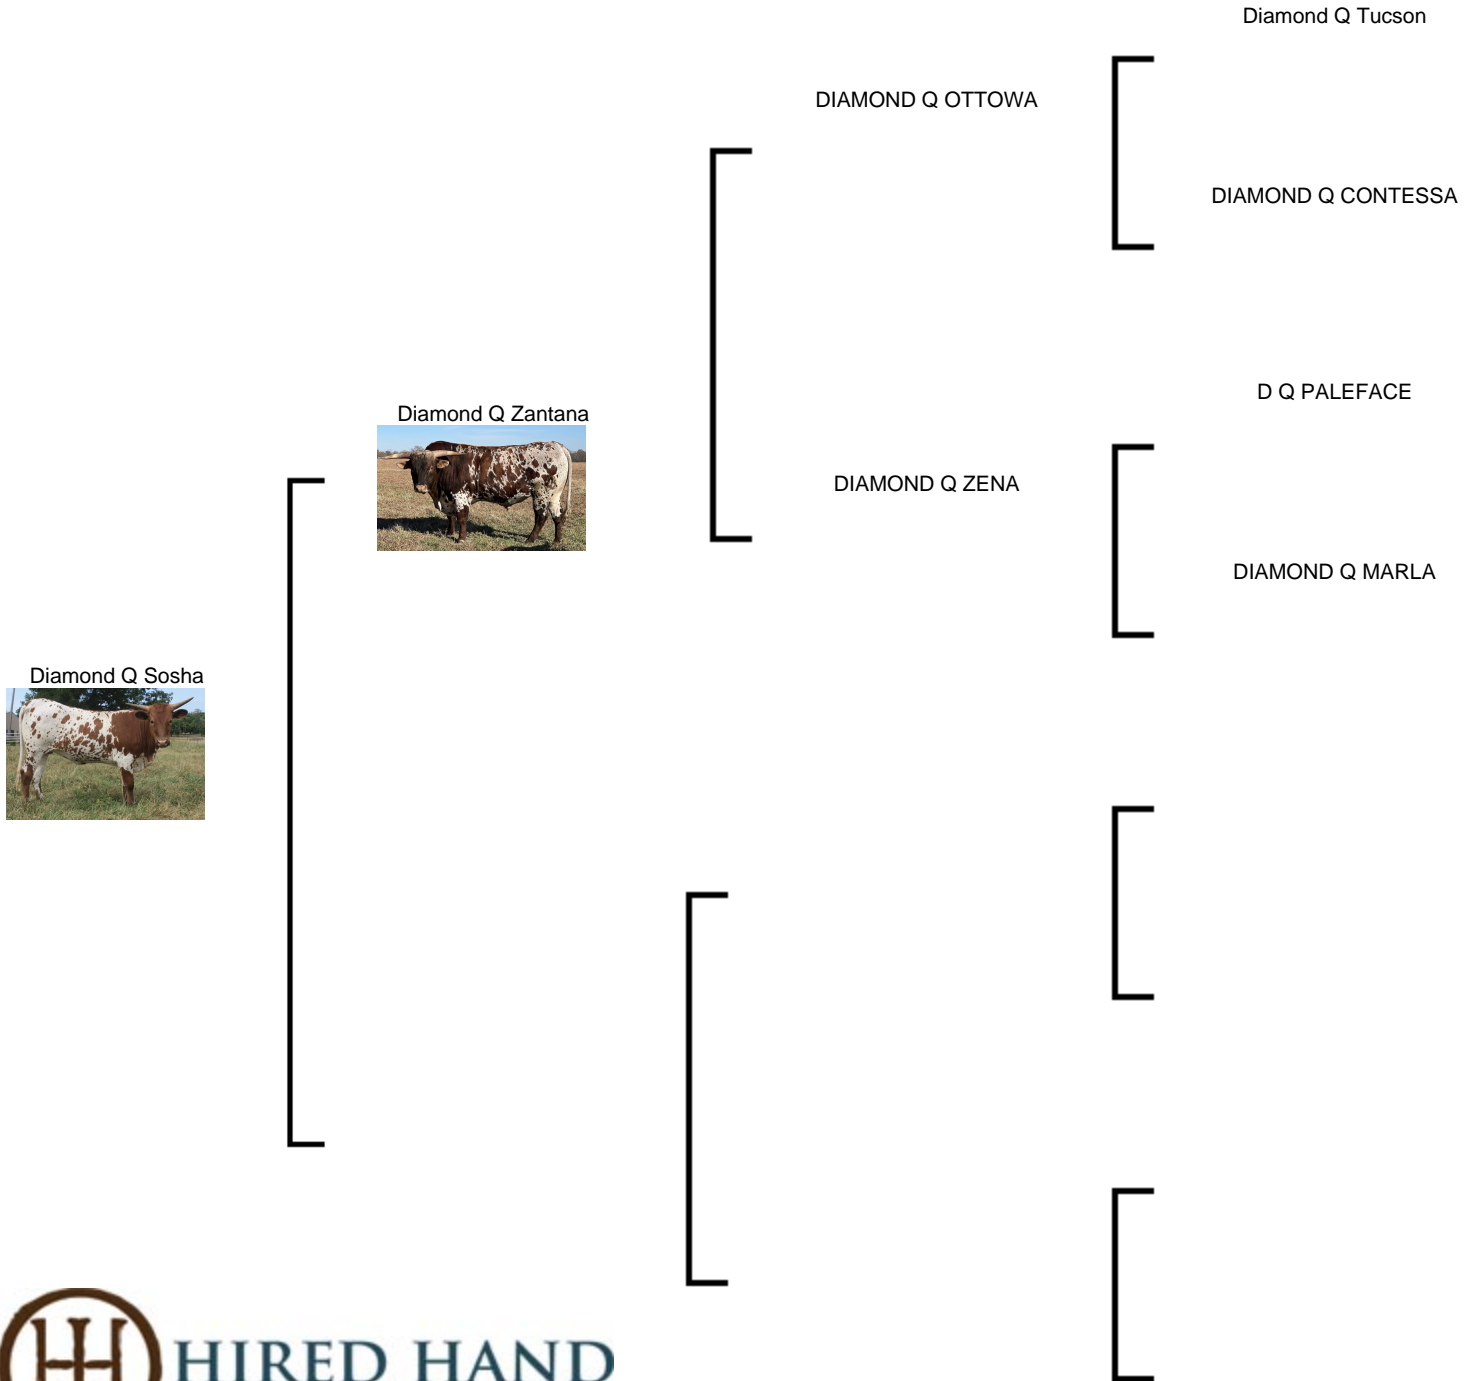 Diamond Q Tucson
DIAMOND Q OTTOWA
DIAMOND Q CONTESSA
D Q PALEFACE
Diamond Q Zantana
DIAMOND Q ZENA
DIAMOND Q MARLA
Diamond Q Sosha
HIRED HAND